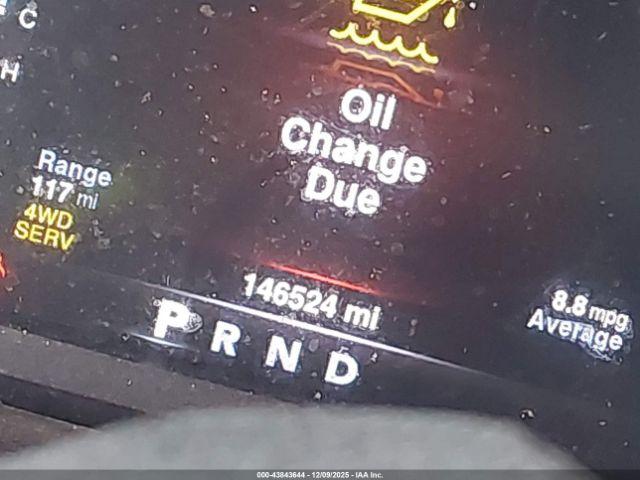 C
H
Oil
Change
Due
Range
117 mi
4WD
SERV
146524 mi
8.8 mpg
Average
P R N D
000-43843644 - 12/09/2025 - IAA Inc.